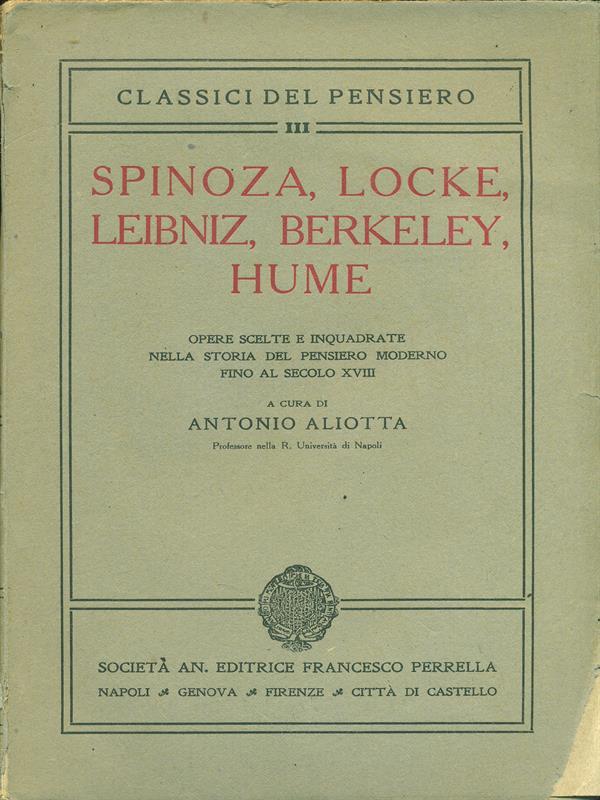 CLASSICI DEL PENSIERO
III
SPINOZA, LOCKE,
LEIBNIZ, BERKELEY,
HUME
OPERE SCELTE E INQUADRATE
NELLA STORIA DEL PENSIERO MODERNO
FINO AL SECOLO XVIII
A CURA DI
ANTONIO ALIOTTA
Professore nella R. Università di Napoli
SOCIETÀ AN. EDITRICE FRANCESCO PERRELLA
NAPOLI GENOVA FIRENZE CITTÀ DI CASTELLO